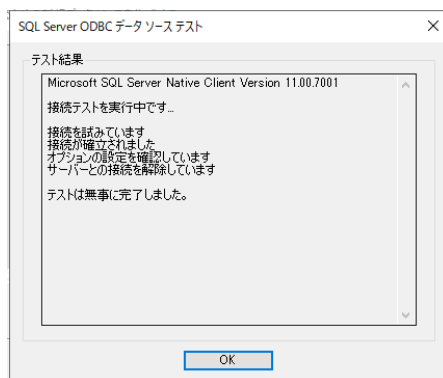 SQL Server ODBC データ ソース テスト
テスト結果
Microsoft SQL Server Native Client Version 11.00.7001
接続テストを実行中です...
接続を試みています
接続が確立されました
オプションの設定を確認しています
サーバーとの接続を解除しています
テストは無事に完了しました。
OK